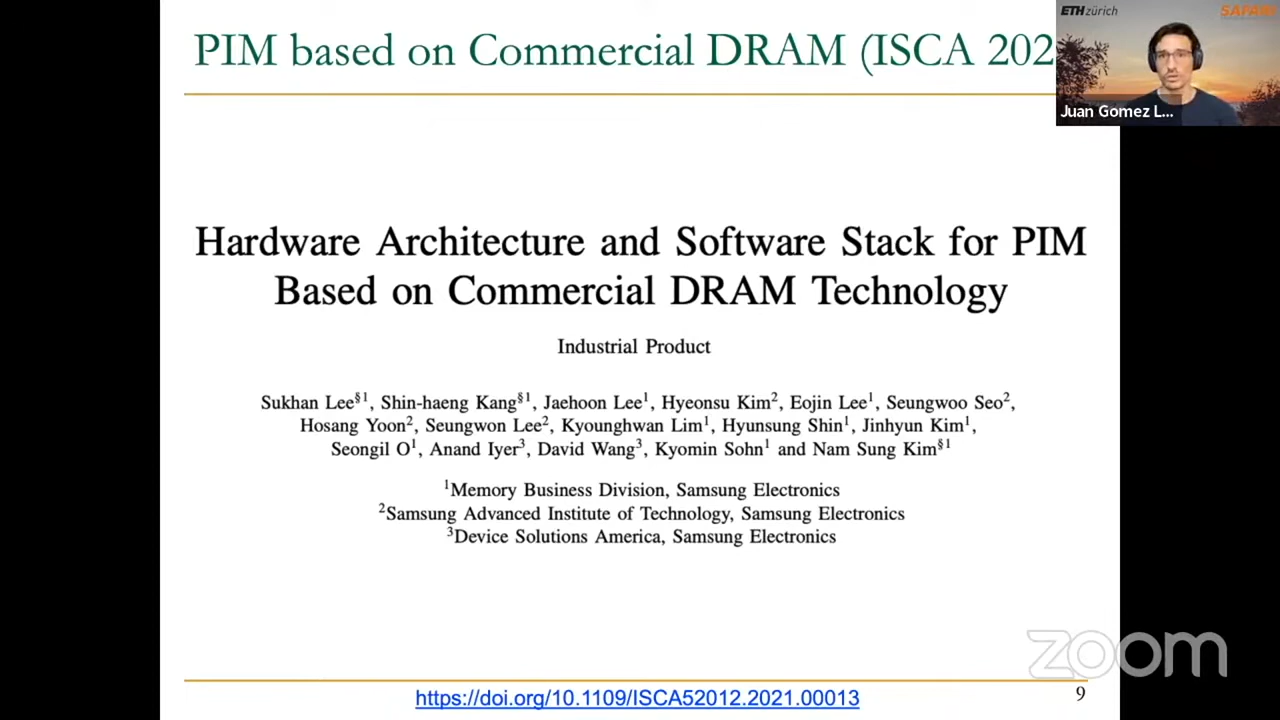 PIM based on Commercial DRAM (ISCA 202
ETH zürich
SAFARI
Juan Gomez L...
Hardware Architecture and Software Stack for PIM
Based on Commercial DRAM Technology
Industrial Product
Sukhan Lee§1, Shin-haeng Kang§1, Jaehoon Lee1, Hyeonsu Kim2, Eojin Lee1, Seungwoo Seo2,
Hosang Yoon2, Seungwon Lee2, Kyounghwan Lim1, Hyunsung Shin1, Jinhyun Kim1,
Seongil O1, Anand Iyer3, David Wang3, Kyomin Sohn1 and Nam Sung Kim§1
1Memory Business Division, Samsung Electronics
2Samsung Advanced Institute of Technology, Samsung Electronics
3Device Solutions America, Samsung Electronics
zoom
https://doi.org/10.1109/ISCA52012.2021.00013
9